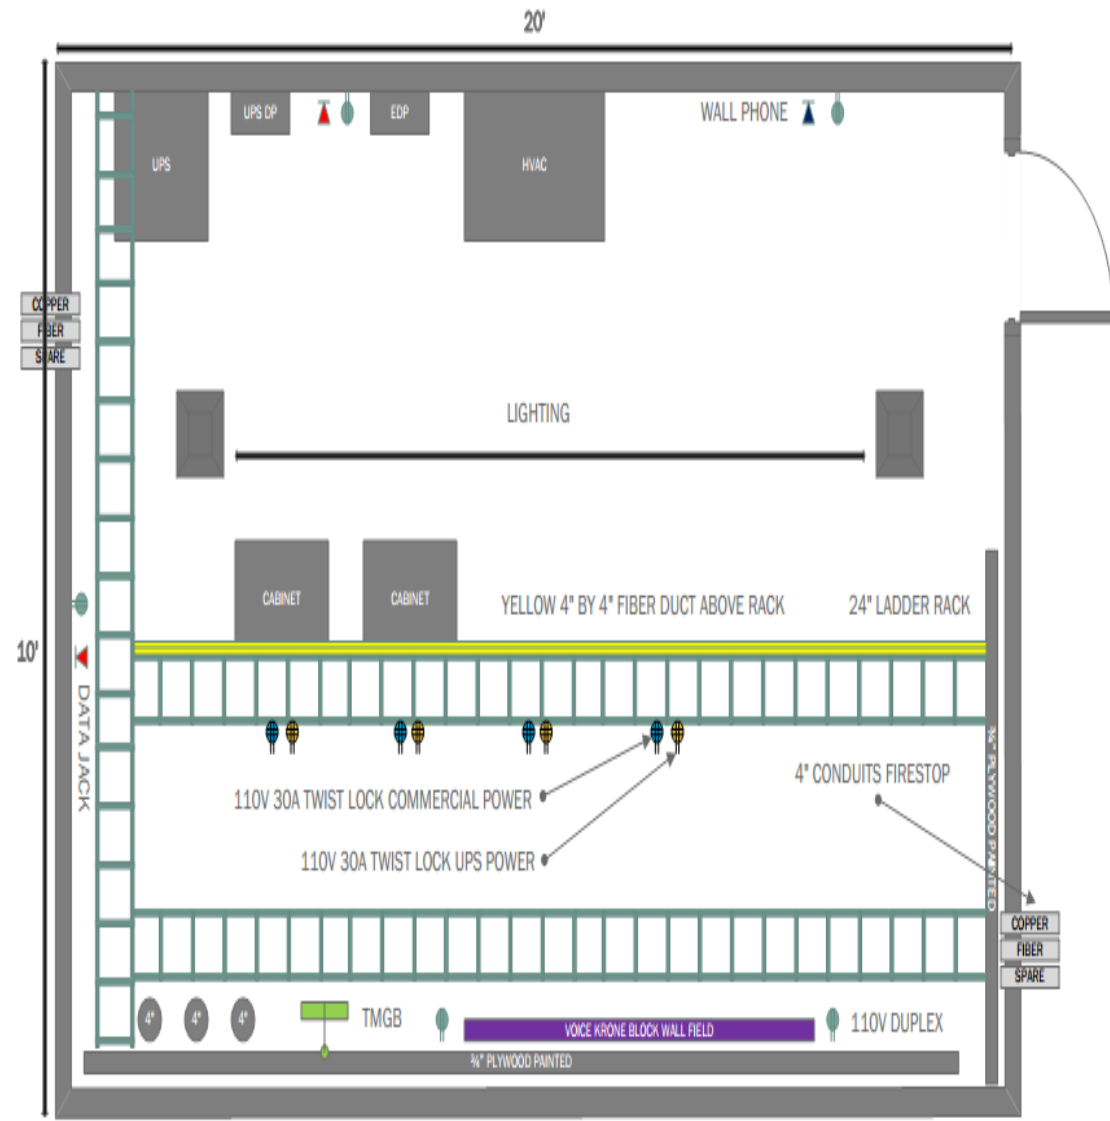 20'
UPS DP
EDP
WALL PHONE
UPS
HVAC
COPPER
FIBER
SPARE
LIGHTING
CABINET
CABINET
YELLOW 4" BY 4" FIBER DUCT ABOVE RACK
24" LADDER RACK
10'
DATA JACK
¾" PLYWOOD PAINTED
4" CONDUITS FIRESTOP
110V 30A TWIST LOCK COMMERCIAL POWER
110V 30A TWIST LOCK UPS POWER
COPPER
FIBER
SPARE
4"
4"
4"
TMGB
VOICE KRONE BLOCK WALL FIELD
110V DUPLEX
¾" PLYWOOD PAINTED